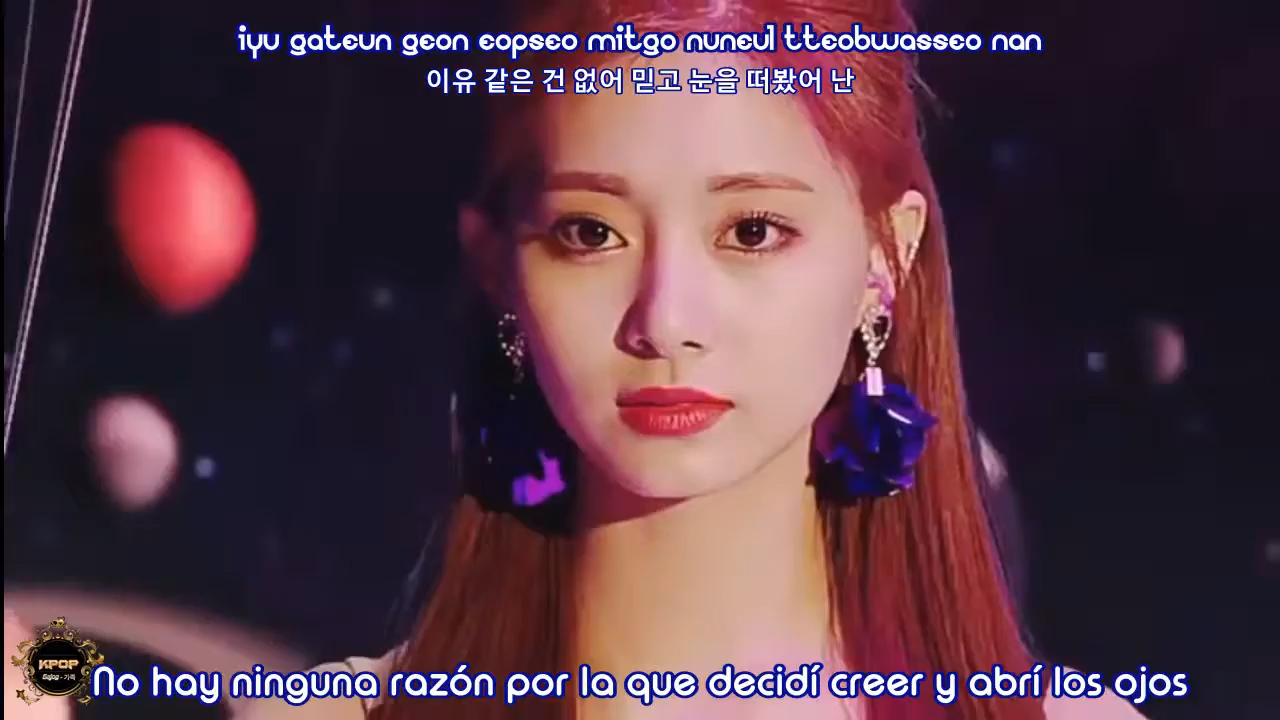 iyu gateun geon eopseo mitgo nuneul tteobwasseo nan
이유 같은 건 없어 믿고 눈을 떠봤어 난
KPOP
No hay ninguna razón por la que decidí creer y abrí los ojos